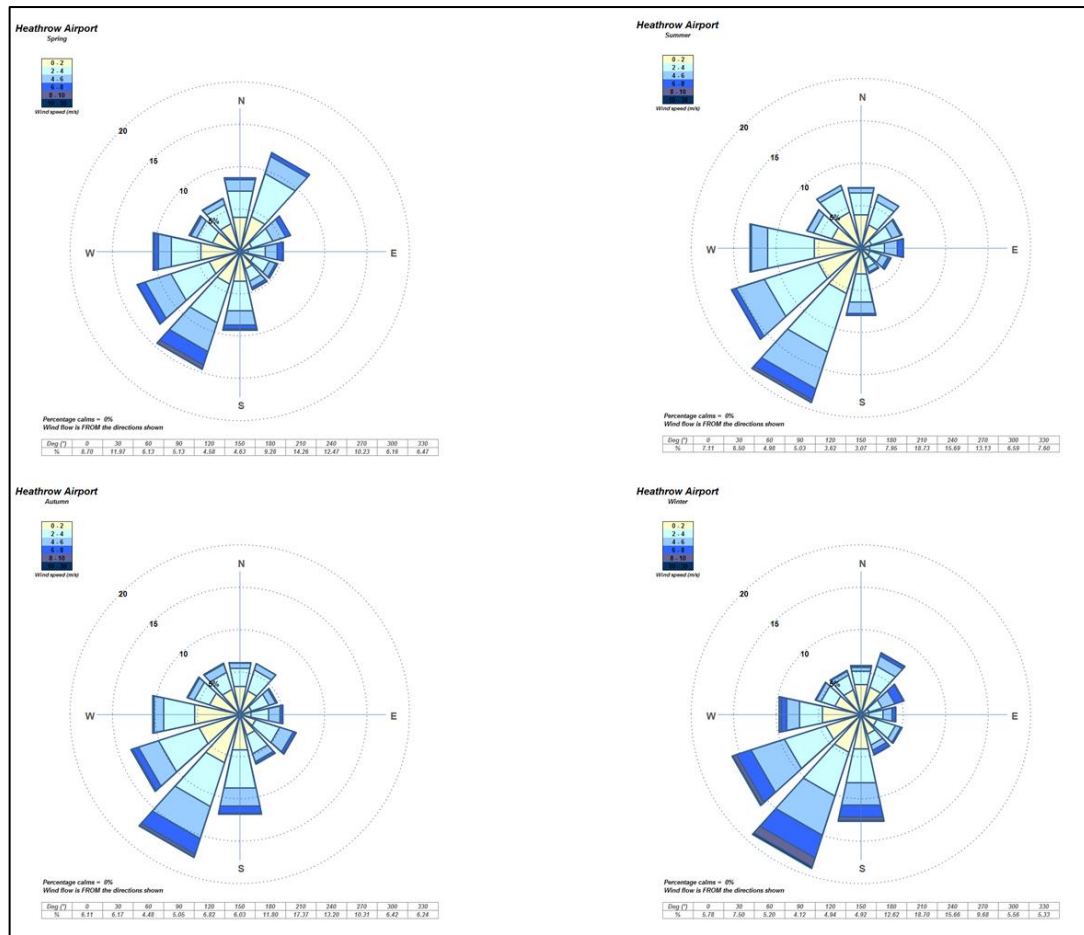 Heathrow Airport
Spring
0 - 2
2 - 4
4 - 6
6 - 8
8 - 10
Wind speed (m/s)
N
20
15
10
5%
W
E
S
Percentage calms = 0%
Wind flow is FROM the directions shown
Deg (°) 0 30 60 90 120 150 180 210 240 270 300 330
% 8.70 11.97 6.13 5.13 4.58 4.63 9.28 14.26 12.47 10.23 6.19 6.47
Heathrow Airport
Summer
0 - 2
2 - 4
4 - 6
6 - 8
8 - 10
Wind speed (m/s)
N
20
15
10
5%
W
E
S
Percentage calms = 0%
Wind flow is FROM the directions shown
Deg (°) 0 30 60 90 120 150 180 210 240 270 300 330
% 7.11 6.50 4.98 5.03 3.62 3.07 7.95 18.73 15.69 13.13 6.59 7.60
Heathrow Airport
Autumn
0 - 2
2 - 4
4 - 6
6 - 8
8 - 10
Wind speed (m/s)
N
20
15
10
5%
W
E
S
Percentage calms = 0%
Wind flow is FROM the directions shown
Deg (°) 0 30 60 90 120 150 180 210 240 270 300 330
% 6.11 6.17 4.48 5.05 6.82 6.03 11.80 17.37 13.20 10.31 6.42 6.24
Heathrow Airport
Winter
0 - 2
2 - 4
4 - 6
6 - 8
8 - 10
Wind speed (m/s)
N
20
15
10
5%
W
E
S
Percentage calms = 0%
Wind flow is FROM the directions shown
Deg (°) 0 30 60 90 120 150 180 210 240 270 300 330
% 5.78 7.50 5.20 4.12 4.94 4.92 12.62 18.70 15.66 9.68 5.56 5.33